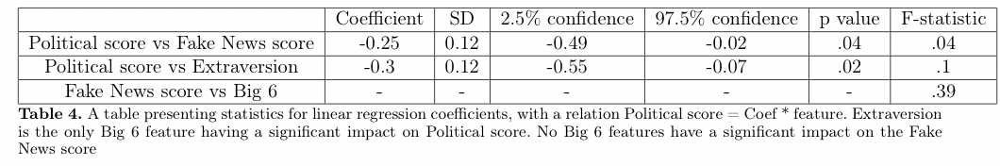 Coefficient SD 2.5% confidence 97.5% confidence p value F-statistic
Political score vs Fake News score -0.25 0.12 -0.49 -0.02 .04 .04
Political score vs Extraversion -0.3 0.12 -0.55 -0.07 .02 .1
Fake News score vs Big 6 - - - - - .39
Table 4. A table presenting statistics for linear regression coefficients, with a relation Political score = Coef * feature. Extraversion
is the only Big 6 feature having a significant impact on Political score. No Big 6 features have a significant impact on the Fake
News score